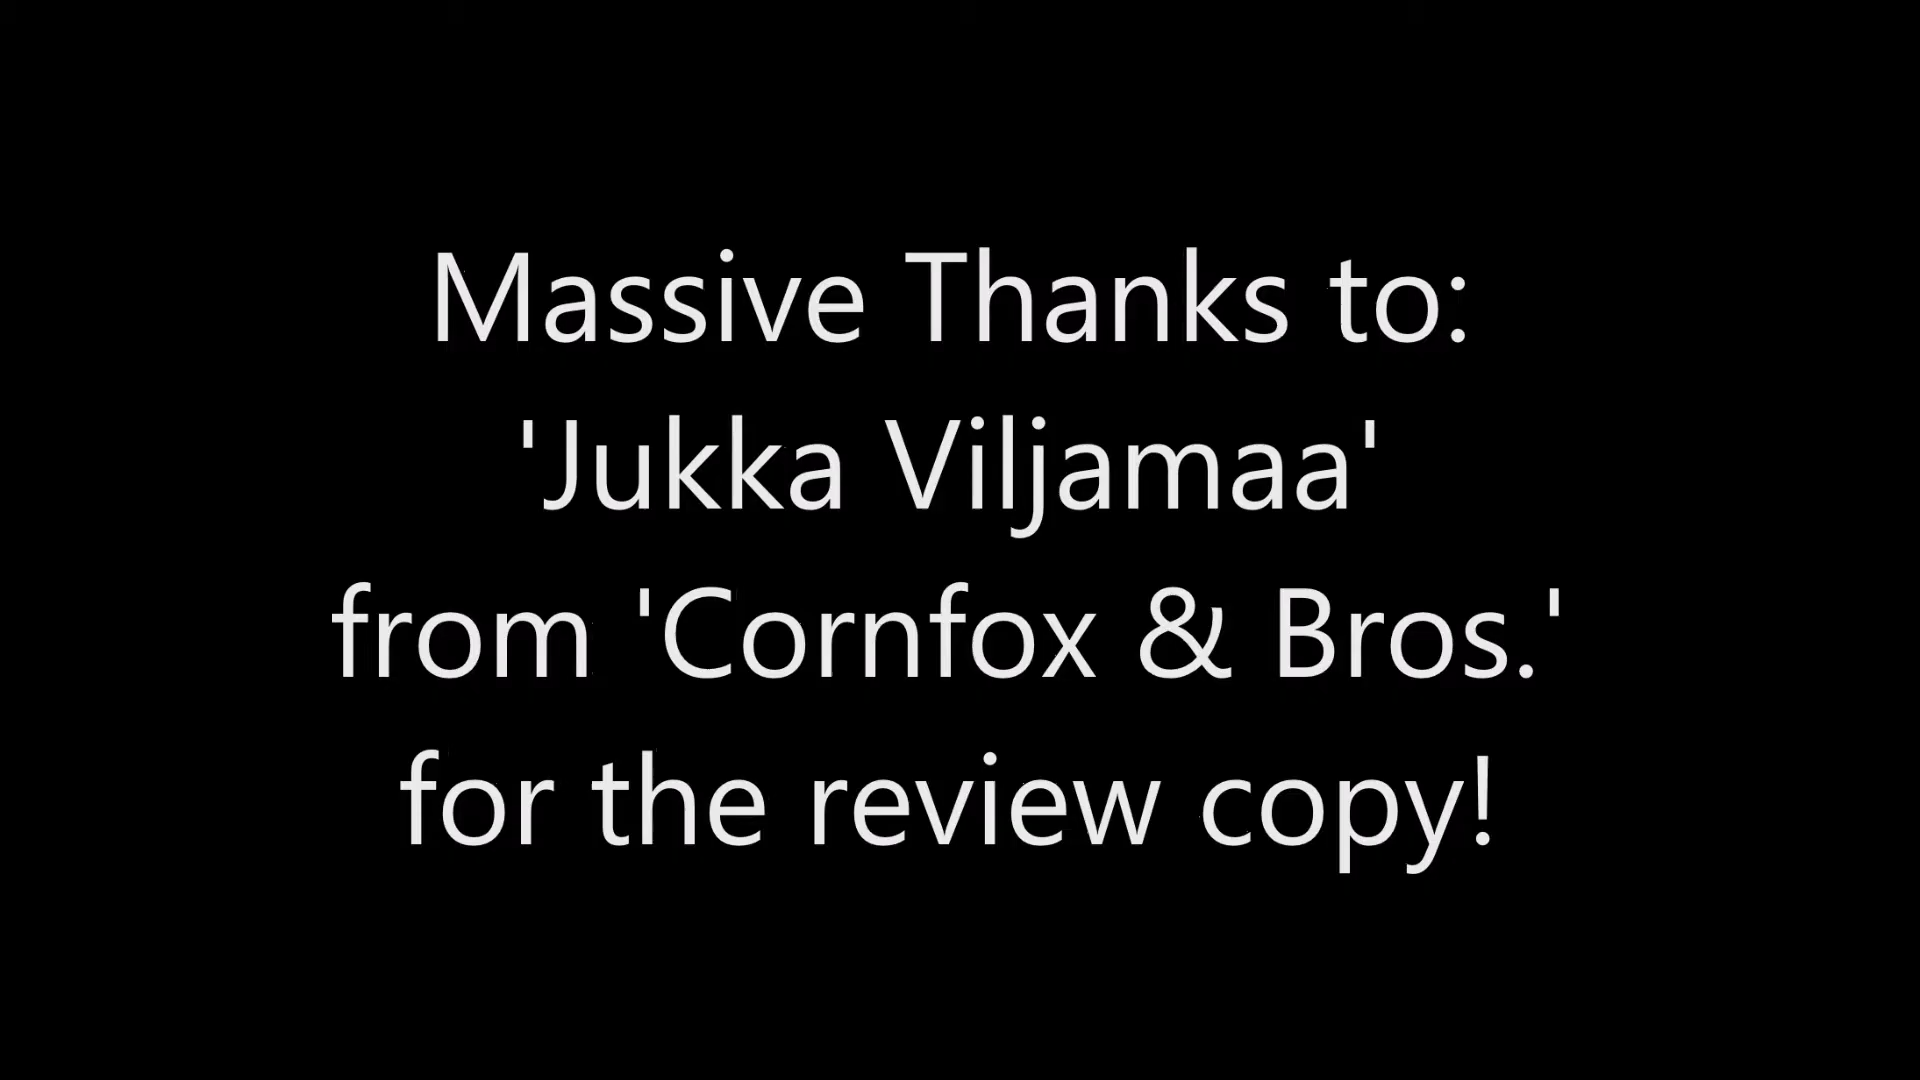 Massive Thanks to:
'Jukka Viljamaa'
from 'Cornfox & Bros.'
for the review copy!